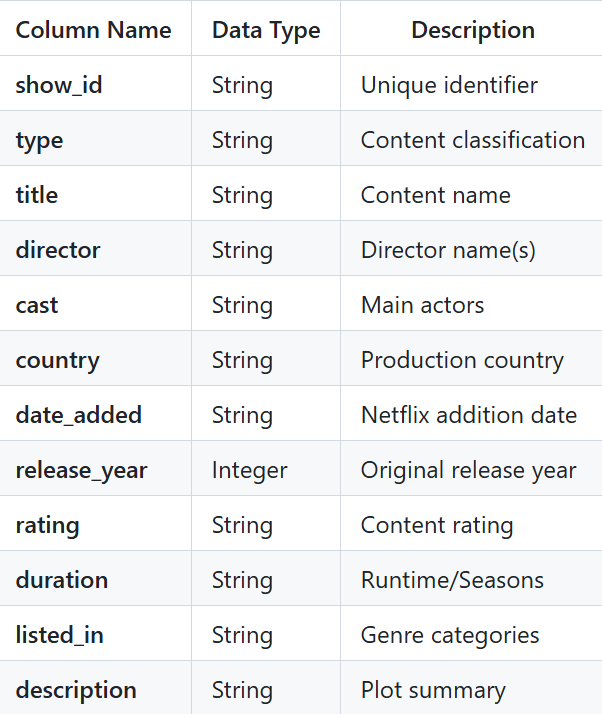 Column Name Data Type Description
show_id String Unique identifier
type String Content classification
title String Content name
director String Director name(s)
cast String Main actors
country String Production country
date_added String Netflix addition date
release_year Integer Original release year
rating String Content rating
duration String Runtime/Seasons
listed_in String Genre categories
description String Plot summary